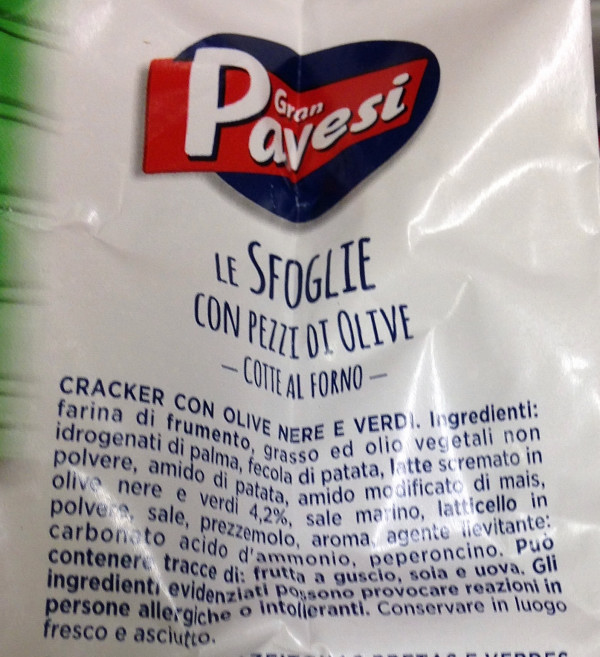 Gran
Pavesi
LE SFOGLIE
CON PEZZI DI OLIVE
— COTTE AL FORNO —
CRACKER CON OLIVE NERE E VERDI. Ingredienti:
farina di frumento, grasso ed olio vegetali non
idrogenati di palma, fecola di patata, latte scremato in
polvere, amido di patata, amido modificato di mais,
olive nere e verdi 4,2%, sale marino, latticello in
polvere, sale, prezzemolo, aroma, agente lievitante:
carbonato acido d'ammonio, peperoncino. Può
contenere tracce di: frutta a guscio, soia e uova. Gli
ingredienti evidenziati possono provocare reazioni in
persone allergiche o intolleranti. Conservare in luogo
fresco e asciutto.